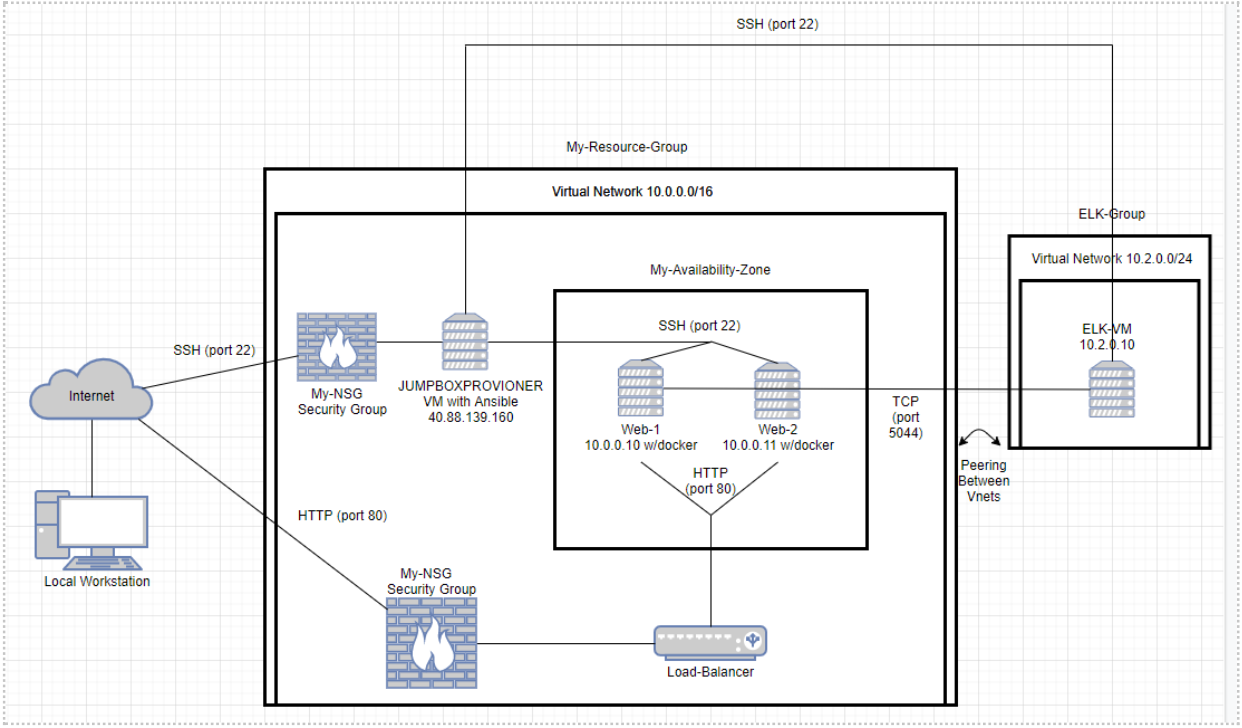 SSH (port 22)
My-Resource-Group
Virtual Network 10.0.0.0/16
ELK-Group
Virtual Network 10.2.0.0/24
My-Availability-Zone
SSH (port 22)
ELK-VM
10.2.0.10
SSH (port 22)
Internet
My-NSG
Security Group
JUMPBOXPROVIONER
VM with Ansible
40.88.139.160
Web-1
10.0.0.10 w/docker
Web-2
10.0.0.11 w/docker
TCP
(port
5044)
HTTP
(port 80)
Peering
Between
Vnets
HTTP (port 80)
Local Workstation
My-NSG
Security Group
Load-Balancer